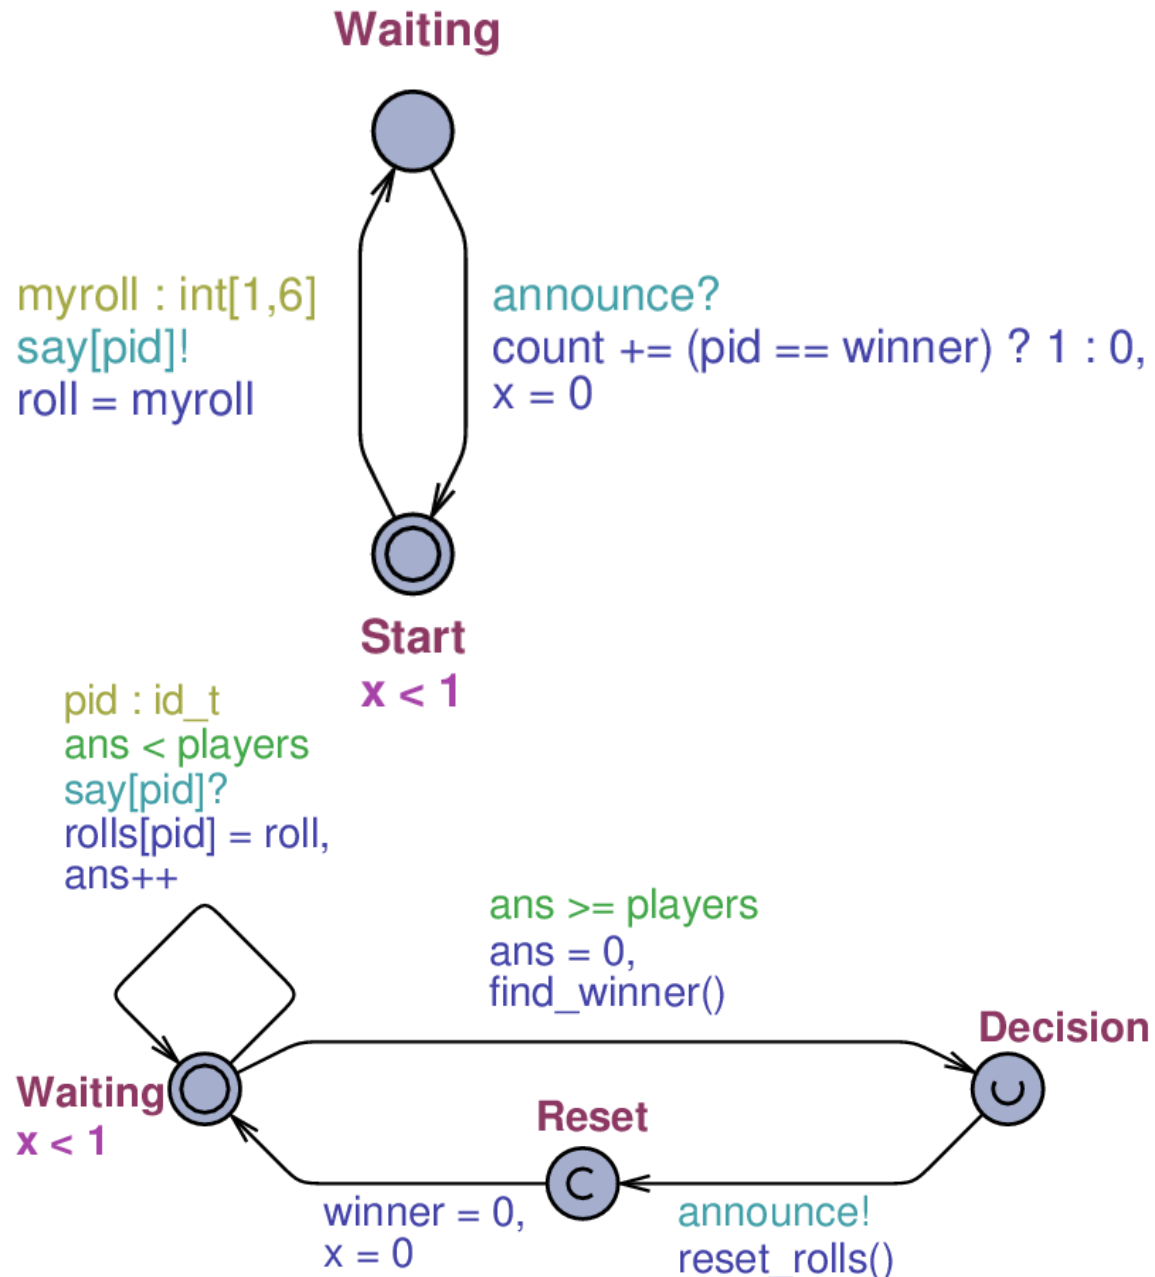 Waiting
myroll : int[1,6]
say[pid]!
roll = myroll
announce?
count += (pid == winner) ? 1 : 0,
x = 0
Start
x < 1
pid : id_t
ans < players
say[pid]?
rolls[pid] = roll,
ans++
ans >= players
ans = 0,
find_winner()
Decision
U
Waiting
x < 1
Reset
C
winner = 0,
x = 0
announce!
reset_rolls()